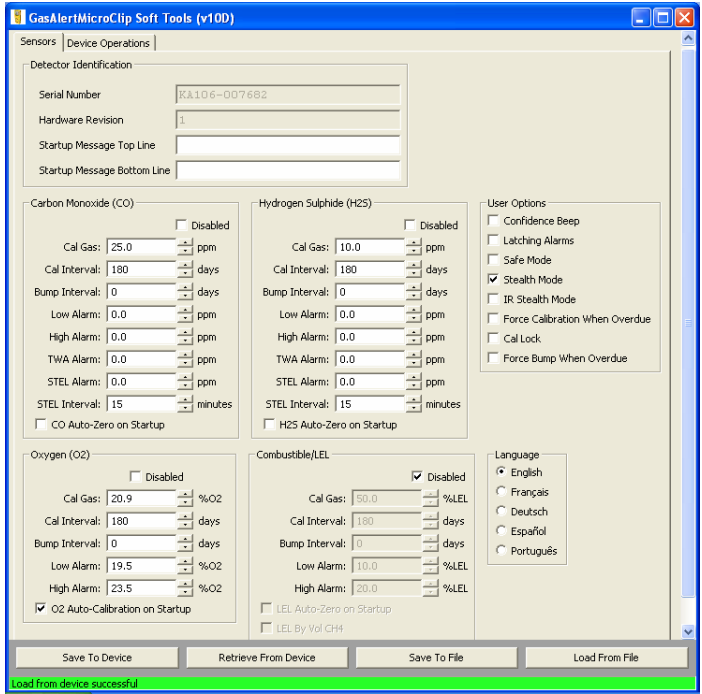 GasAlertMicroClip Soft Tools (v10D)
Sensors
Device Operations
Detector Identification
Serial Number KA106-007682
Hardware Revision 1
Startup Message Top Line
Startup Message Bottom Line
Carbon Monoxide (CO)
Disabled
Cal Gas: 25.0 ppm
Cal Interval: 180 days
Bump Interval: 0 days
Low Alarm: 0.0 ppm
High Alarm: 0.0 ppm
TWA Alarm: 0.0 ppm
STEL Alarm: 0.0 ppm
STEL Interval: 15 minutes
CO Auto-Zero on Startup
Hydrogen Sulphide (H2S)
Disabled
Cal Gas: 10.0 ppm
Cal Interval: 180 days
Bump Interval: 0 days
Low Alarm: 0.0 ppm
High Alarm: 0.0 ppm
TWA Alarm: 0.0 ppm
STEL Alarm: 0.0 ppm
STEL Interval: 15 minutes
H2S Auto-Zero on Startup
User Options
Confidence Beep
Latching Alarms
Safe Mode
Stealth Mode
IR Stealth Mode
Force Calibration When Overdue
Cal Lock
Force Bump When Overdue
Oxygen (O2)
Disabled
Cal Gas: 20.9 %O2
Cal Interval: 180 days
Bump Interval: 0 days
Low Alarm: 19.5 %O2
High Alarm: 23.5 %O2
O2 Auto-Calibration on Startup
Combustible/LEL
Disabled
Cal Gas: 50.0 %LEL
Cal Interval: 180 days
Bump Interval: 0 days
Low Alarm: 10.0 %LEL
High Alarm: 20.0 %LEL
LEL Auto-Zero on Startup
LEL By Vol CH4
Language
English
Français
Deutsch
Español
Português
Save To Device
Retrieve From Device
Save To File
Load From File
Load from device successful